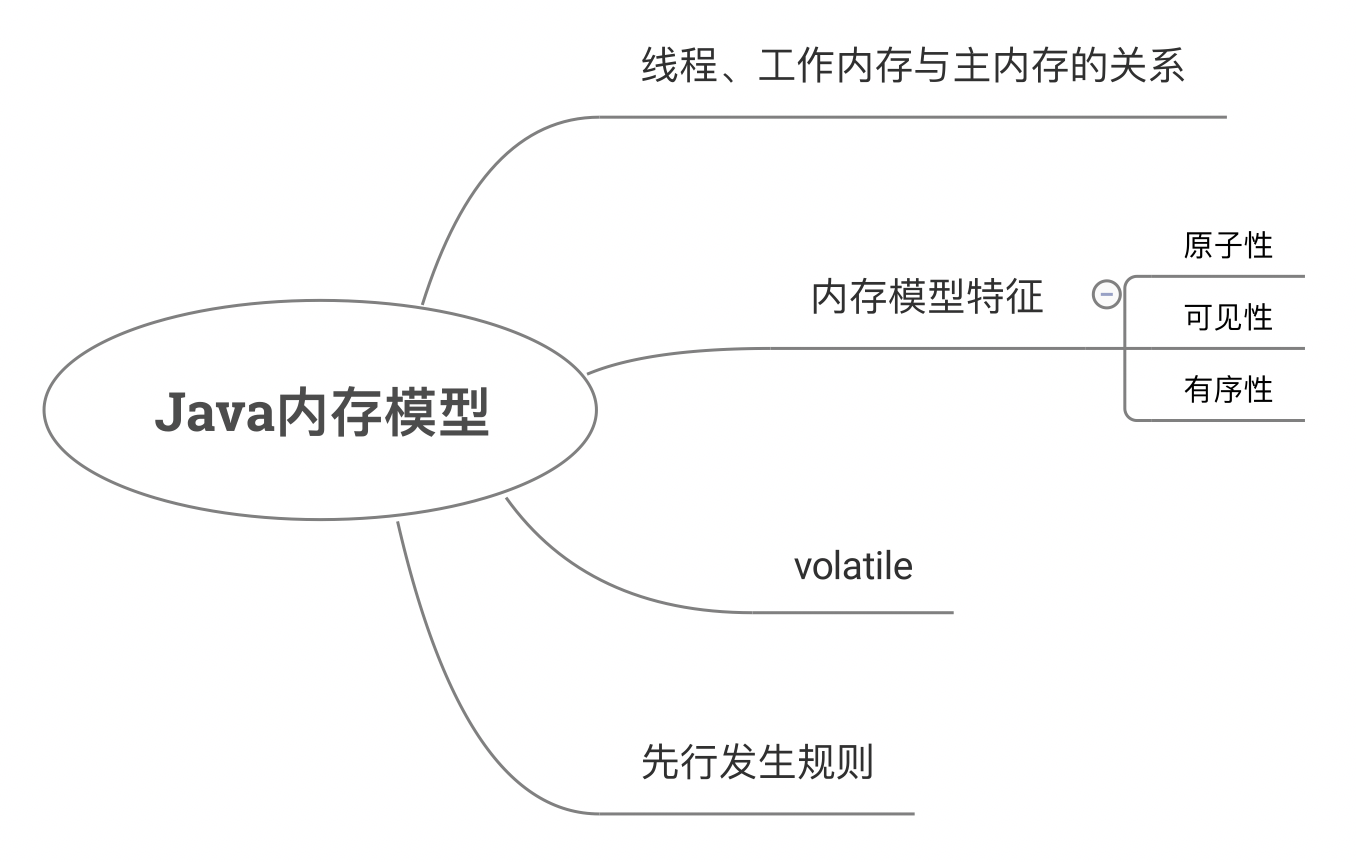 线程、工作内存与主内存的关系
原子性
内存模型特征
可见性
有序性
Java内存模型
volatile
先行发生规则